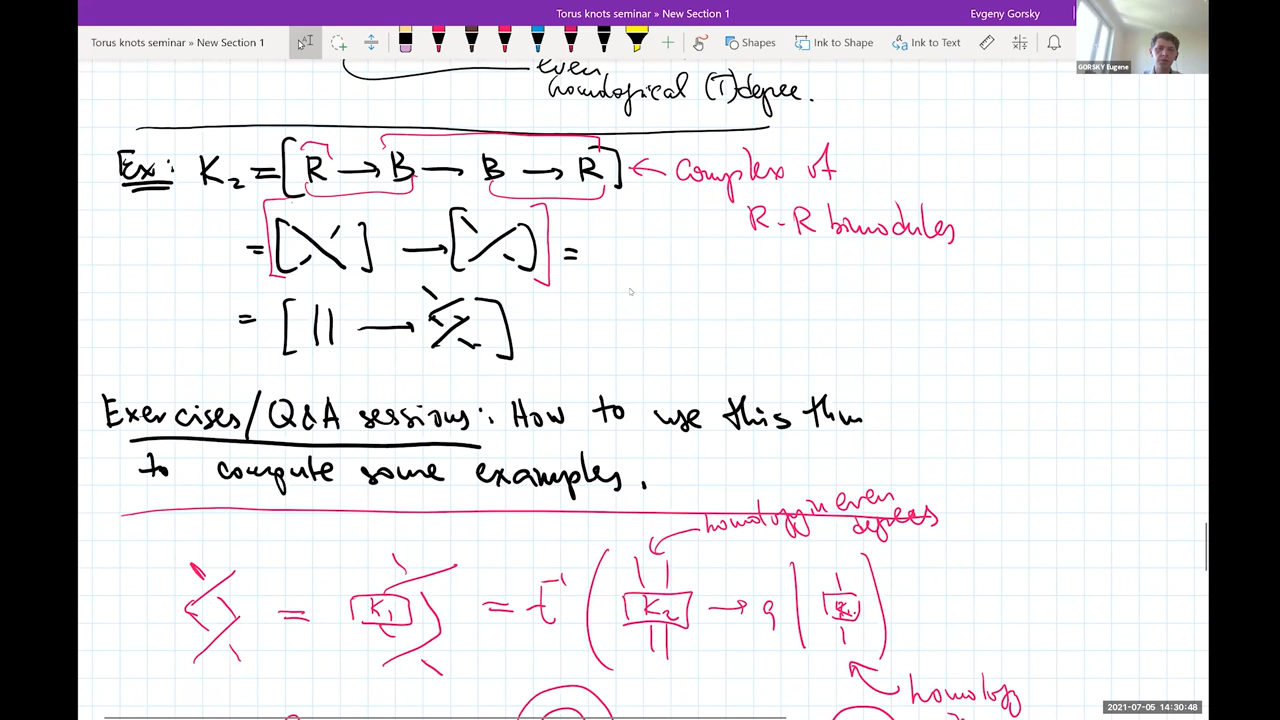 Torus knots seminar » New Section 1
Evgeny Gorsky
Torus knots seminar » New Section 1
Shapes
Ink to Shape
Ink to Text
GORSKY Eugene
even
homological (T) degree.
Ex: K₂ = [R → B → B → R] ← complex of
R-R bimodules
= [ ] → [ ] =
= [ || → ]
Exercises/Q&A sessions: How to use this thm
to compute some examples.
homology in even
degrees
= K₁ = t⁻¹ ( K₂ → q )
homology
2021-07-05 14:30:48